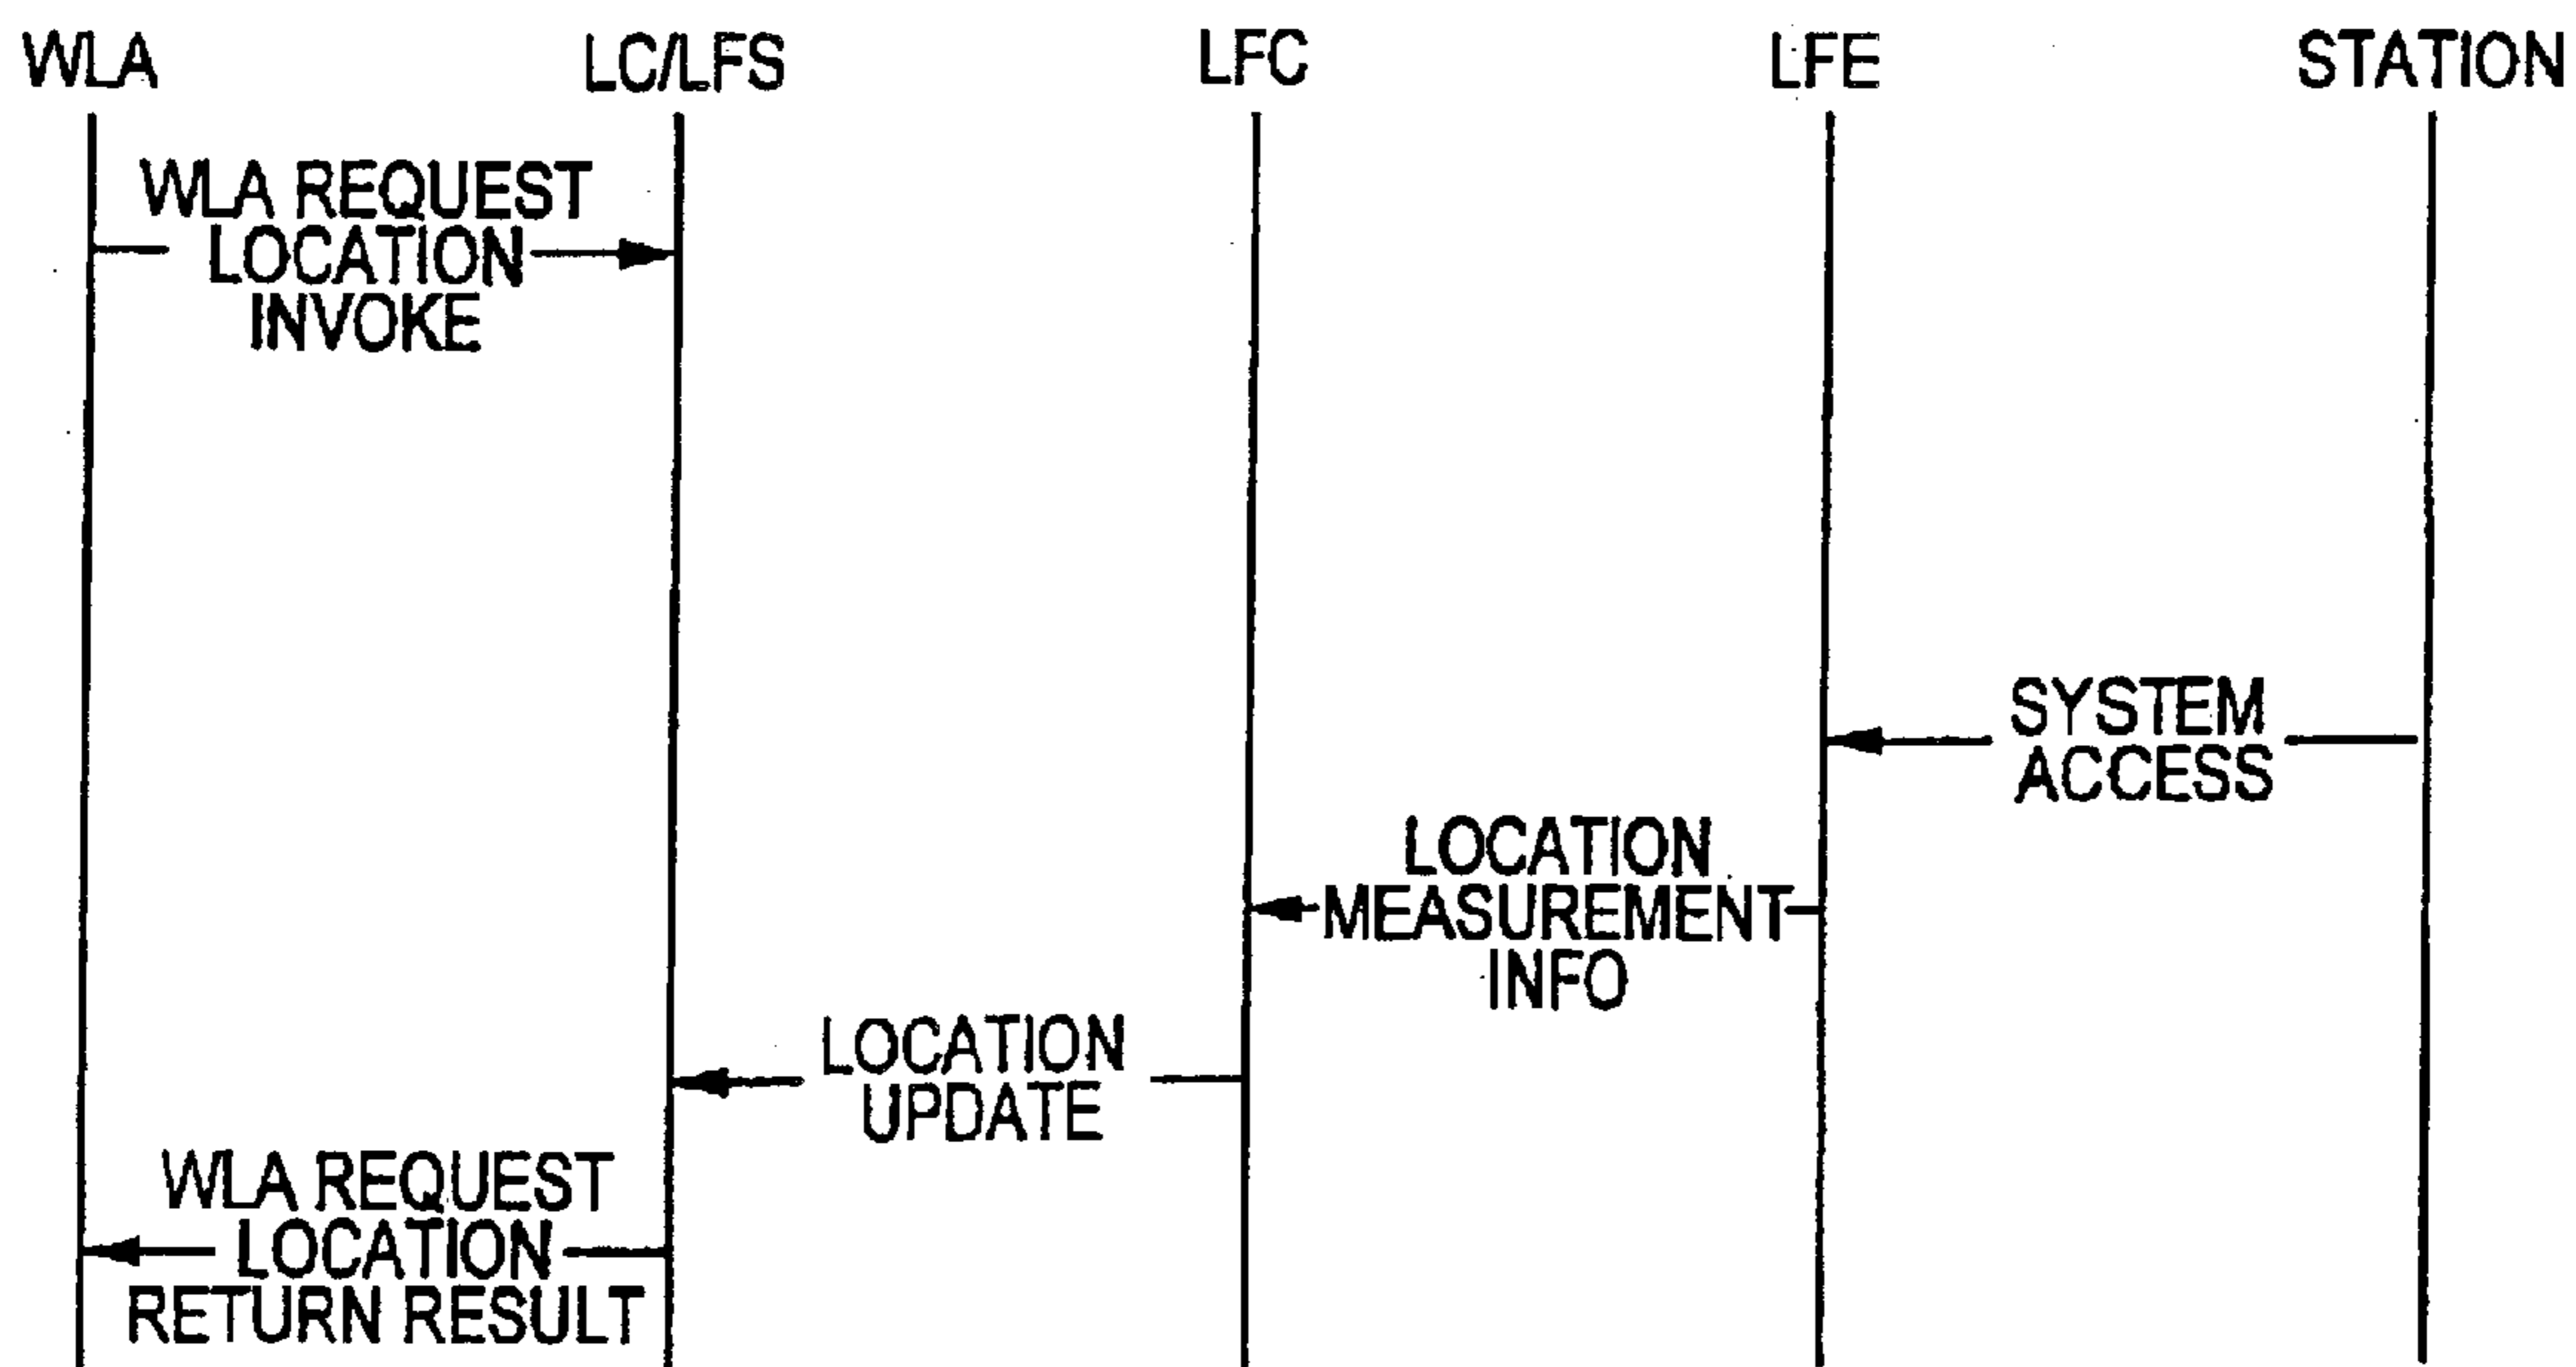 WLA
LC/LFS
LFC
LFE
STATION
WLA REQUEST
LOCATION
INVOKE
SYSTEM
ACCESS
LOCATION
MEASUREMENT
INFO
LOCATION
UPDATE
WLA REQUEST
LOCATION
RETURN RESULT